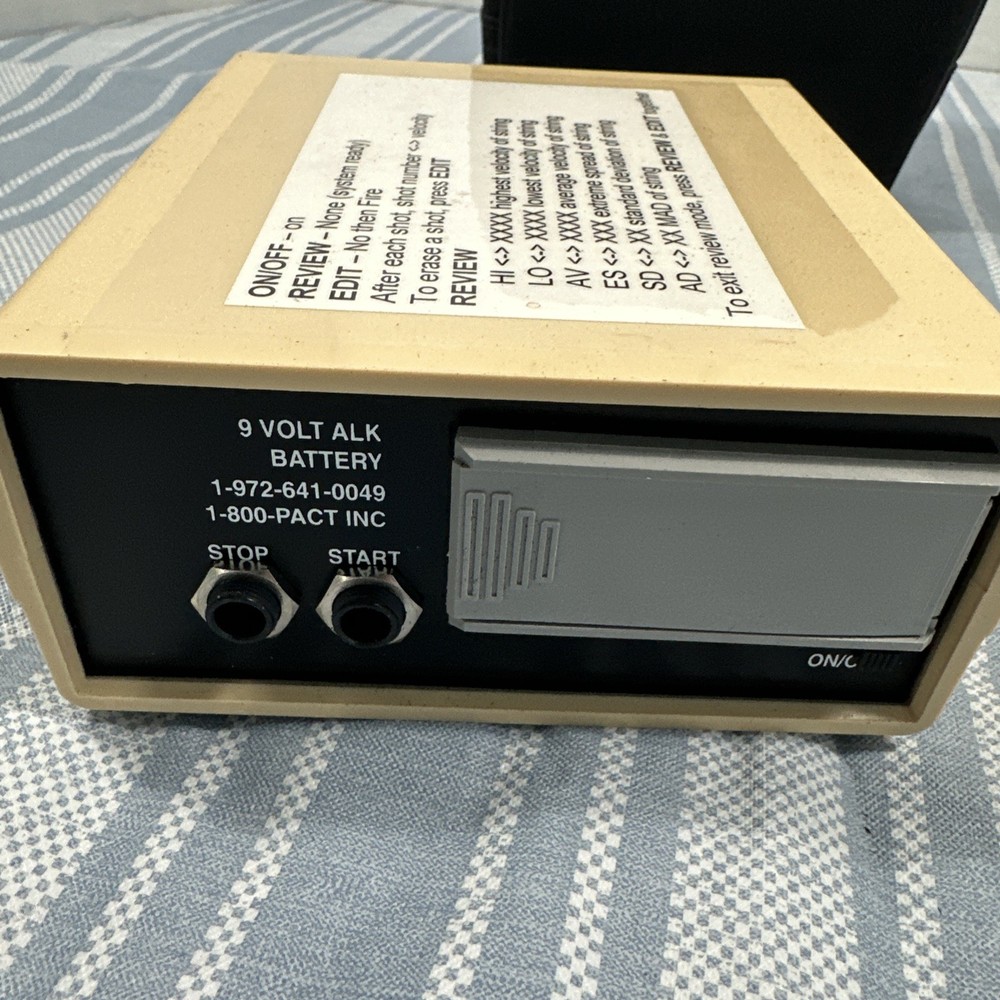 ON/OFF – on
REVIEW – None (system ready)
EDIT – No then Fire
After each shot, shot number <-> velocity
To erase a shot, press EDIT
REVIEW
HI <-> XXXX highest velocity of string
LO <-> XXXX lowest velocity of string
AV <-> XXXX average velocity of string
ES <-> XXX extreme spread of string
SD <-> XX standard deviation of string
AD <-> XX MAD of string
To exit review mode, press REVIEW & EDIT together
9 VOLT ALK
BATTERY
1-972-641-0049
1-800-PACT INC
STOP START